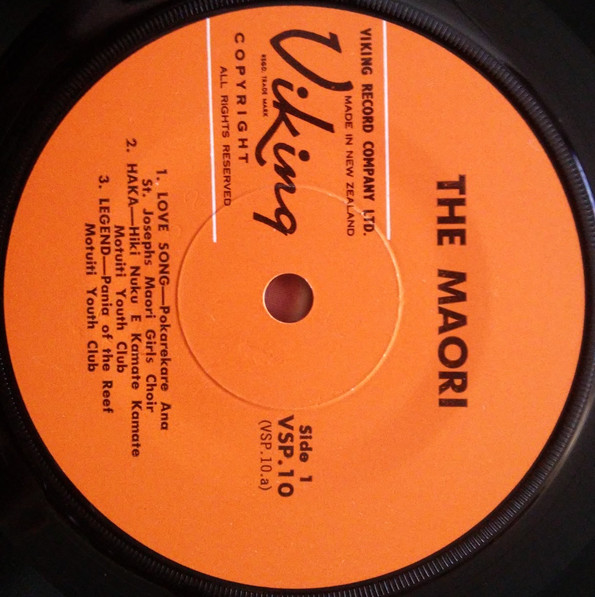 THE MAORI
VIKING RECORD COMPANY LTD.
MADE IN NEW ZEALAND
Viking
REGD. TRADE MARK
COPYRIGHT
ALL RIGHTS RESERVED
Side 1
VSP.10
(VSP.10.a)
1. LOVE SONG—Pokarekare Ana
St. Josephs Maori Girls Choir
2. HAKA—Hiki Nuku E Kamate Kamate
Motuiti Youth Club
3. LEGEND—Pania of the Reef
Motuiti Youth Club